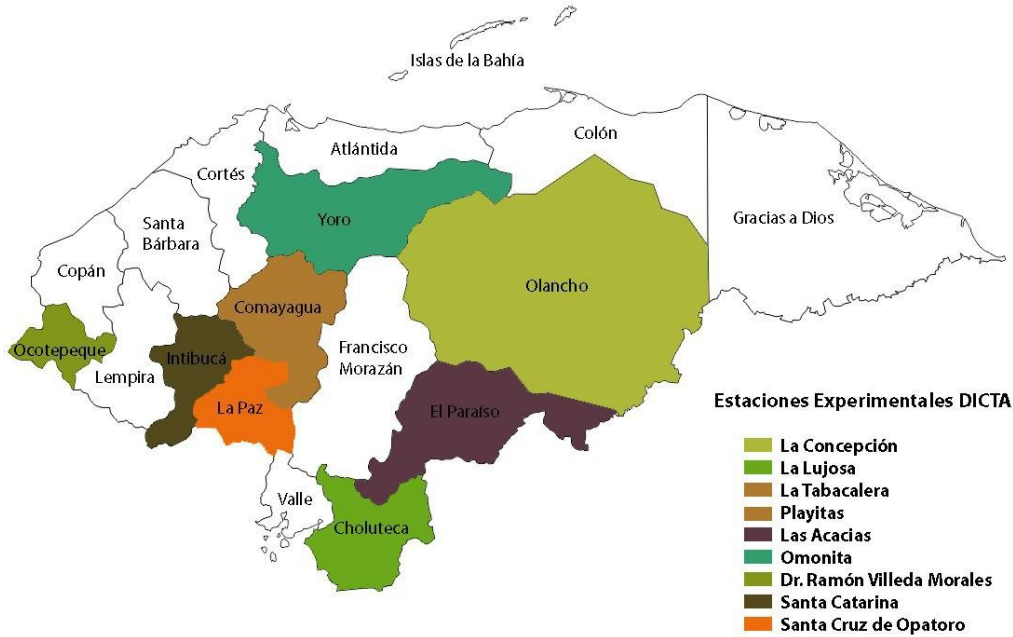 Islas de la Bahía
Atlántida
Colón
Cortés
Yoro
Gracias a Dios
Santa
Bárbara
Copán
Olancho
Comayagua
Ocotepeque
Intibucá
Francisco
Morazán
Lempira
La Paz
El Paraíso
Valle
Choluteca
Estaciones Experimentales DICTA
La Concepción
La Lujosa
La Tabacalera
Playitas
Las Acacias
Omonita
Dr. Ramón Villeda Morales
Santa Catarina
Santa Cruz de Opatoro